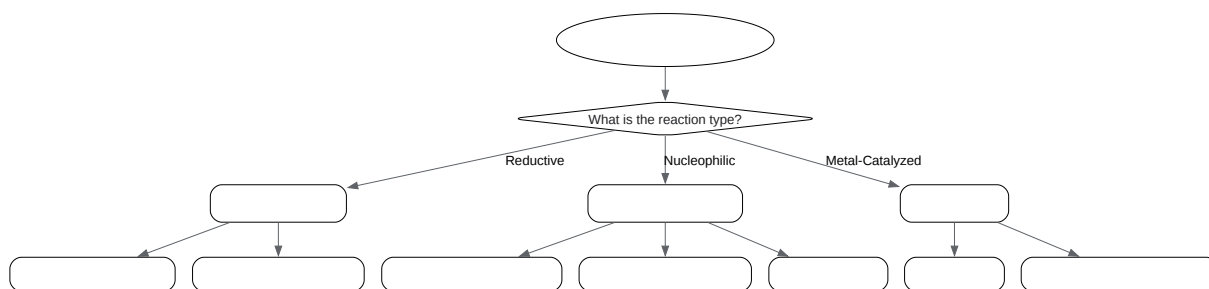 What is the reaction type?
Reductive
Nucleophilic
Metal-Catalyzed